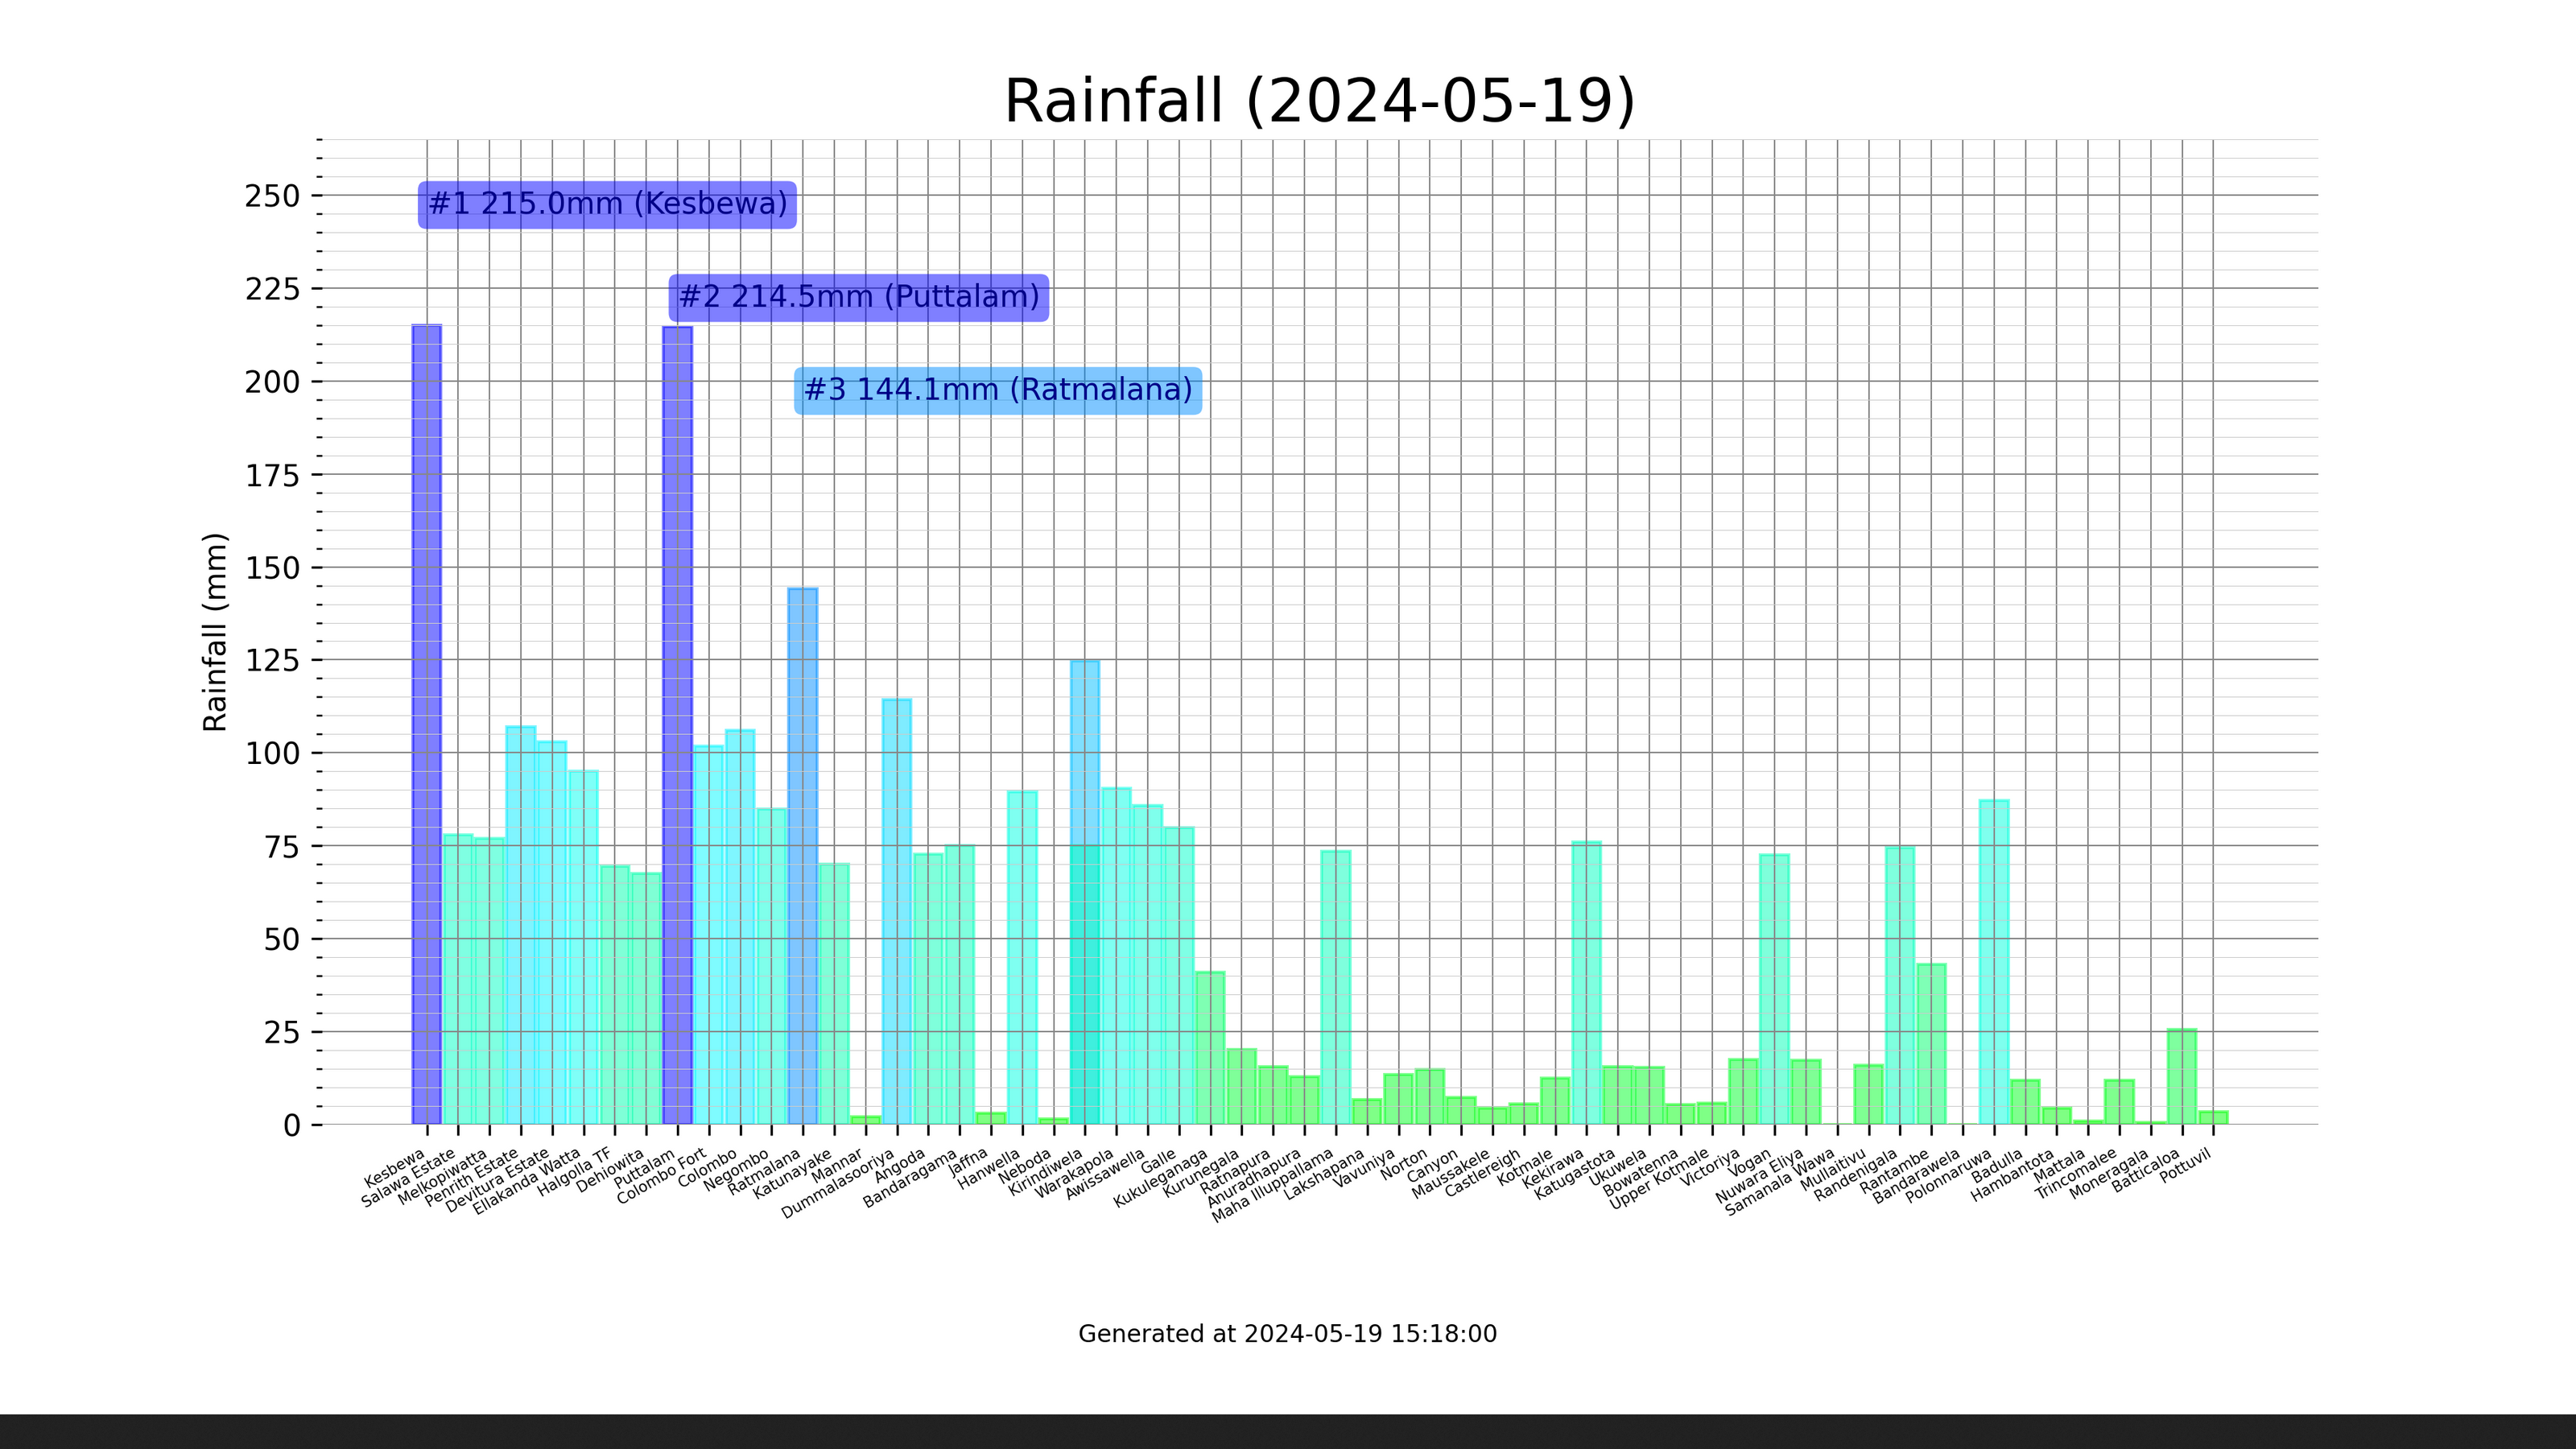 Rainfall (2024-05-19)
250
225
200
175
150
125
100
75
50
25
0
Rainfall (mm)
#1 215.0mm (Kesbewa)
#2 214.5mm (Puttalam)
#3 144.1mm (Ratmalana)
Kesbewa
Salawa Estate
Melkopiwatta
Penrith Estate
Devitura Estate
Ellakanda Watta
Halgolla TF
Dehiowita
Puttalam
Colombo Fort
Colombo
Negombo
Ratmalana
Katunayake
Mannar
Dummalasooriya
Angoda
Bandaragama
Jaffna
Hanwella
Neboda
Kirindiwela
Warakapola
Awissawella
Galle
Kukuleganaga
Kurunegala
Ratnapura
Anuradhapura
Maha Illuppallama
Lakshapana
Vavuniya
Norton
Canyon
Maussakele
Castlereigh
Kotmale
Kekirawa
Katugastota
Ukuwela
Bowatenna
Upper Kotmale
Victoriya
Vogan
Nuwara Eliya
Samanala Wawa
Mullaitivu
Randenigala
Rantambe
Bandarawela
Polonnaruwa
Badulla
Hambantota
Mattala
Trincomalee
Moneragala
Batticaloa
Pottuvil
Generated at 2024-05-19 15:18:00